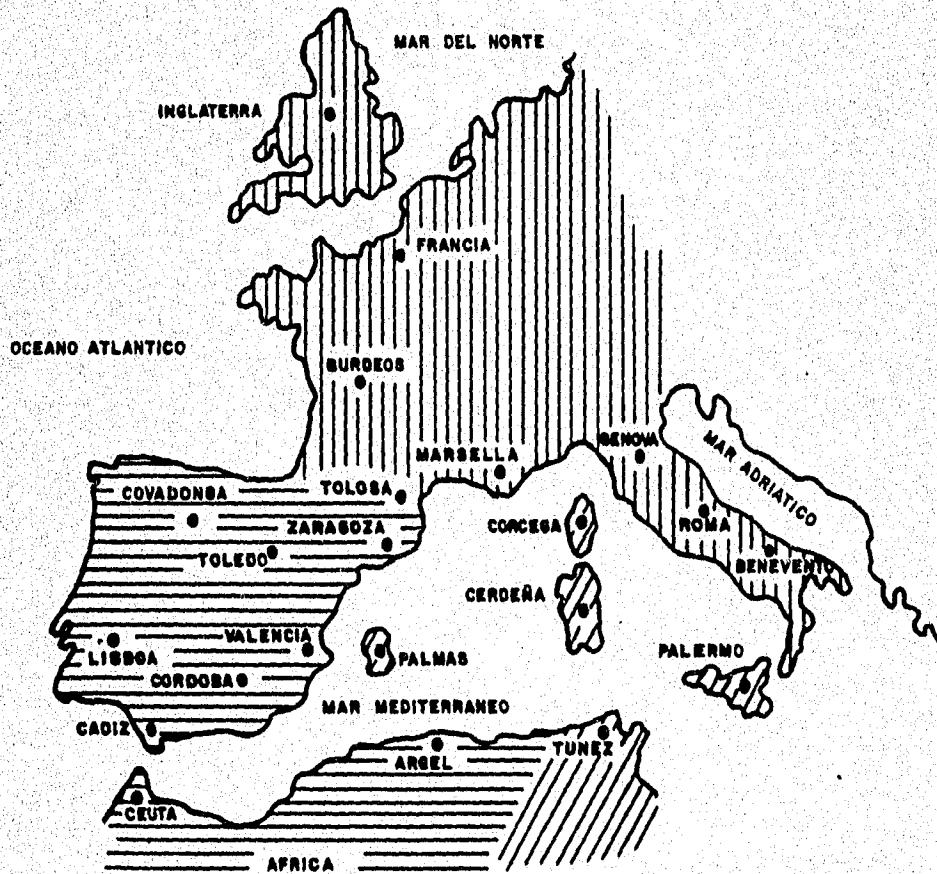 MAR DEL NORTE
INGLATERRA
FRANCIA
OCEANO ATLANTICO
BURDEOS
MAR ADRIATICO
GENOVA
MARSELLA
COVADONGA
TOLOSA
ZARAGOZA
CORCEGA
ROMA
TOLEDO
BENEVENTO
CERDEÑA
VALENCIA
LISBOA
PALMAS
PALERMO
CORDOBA
MAR MEDITERRANEO
CADIZ
TUNEZ
ARGEL
CEUTA
AFRICA